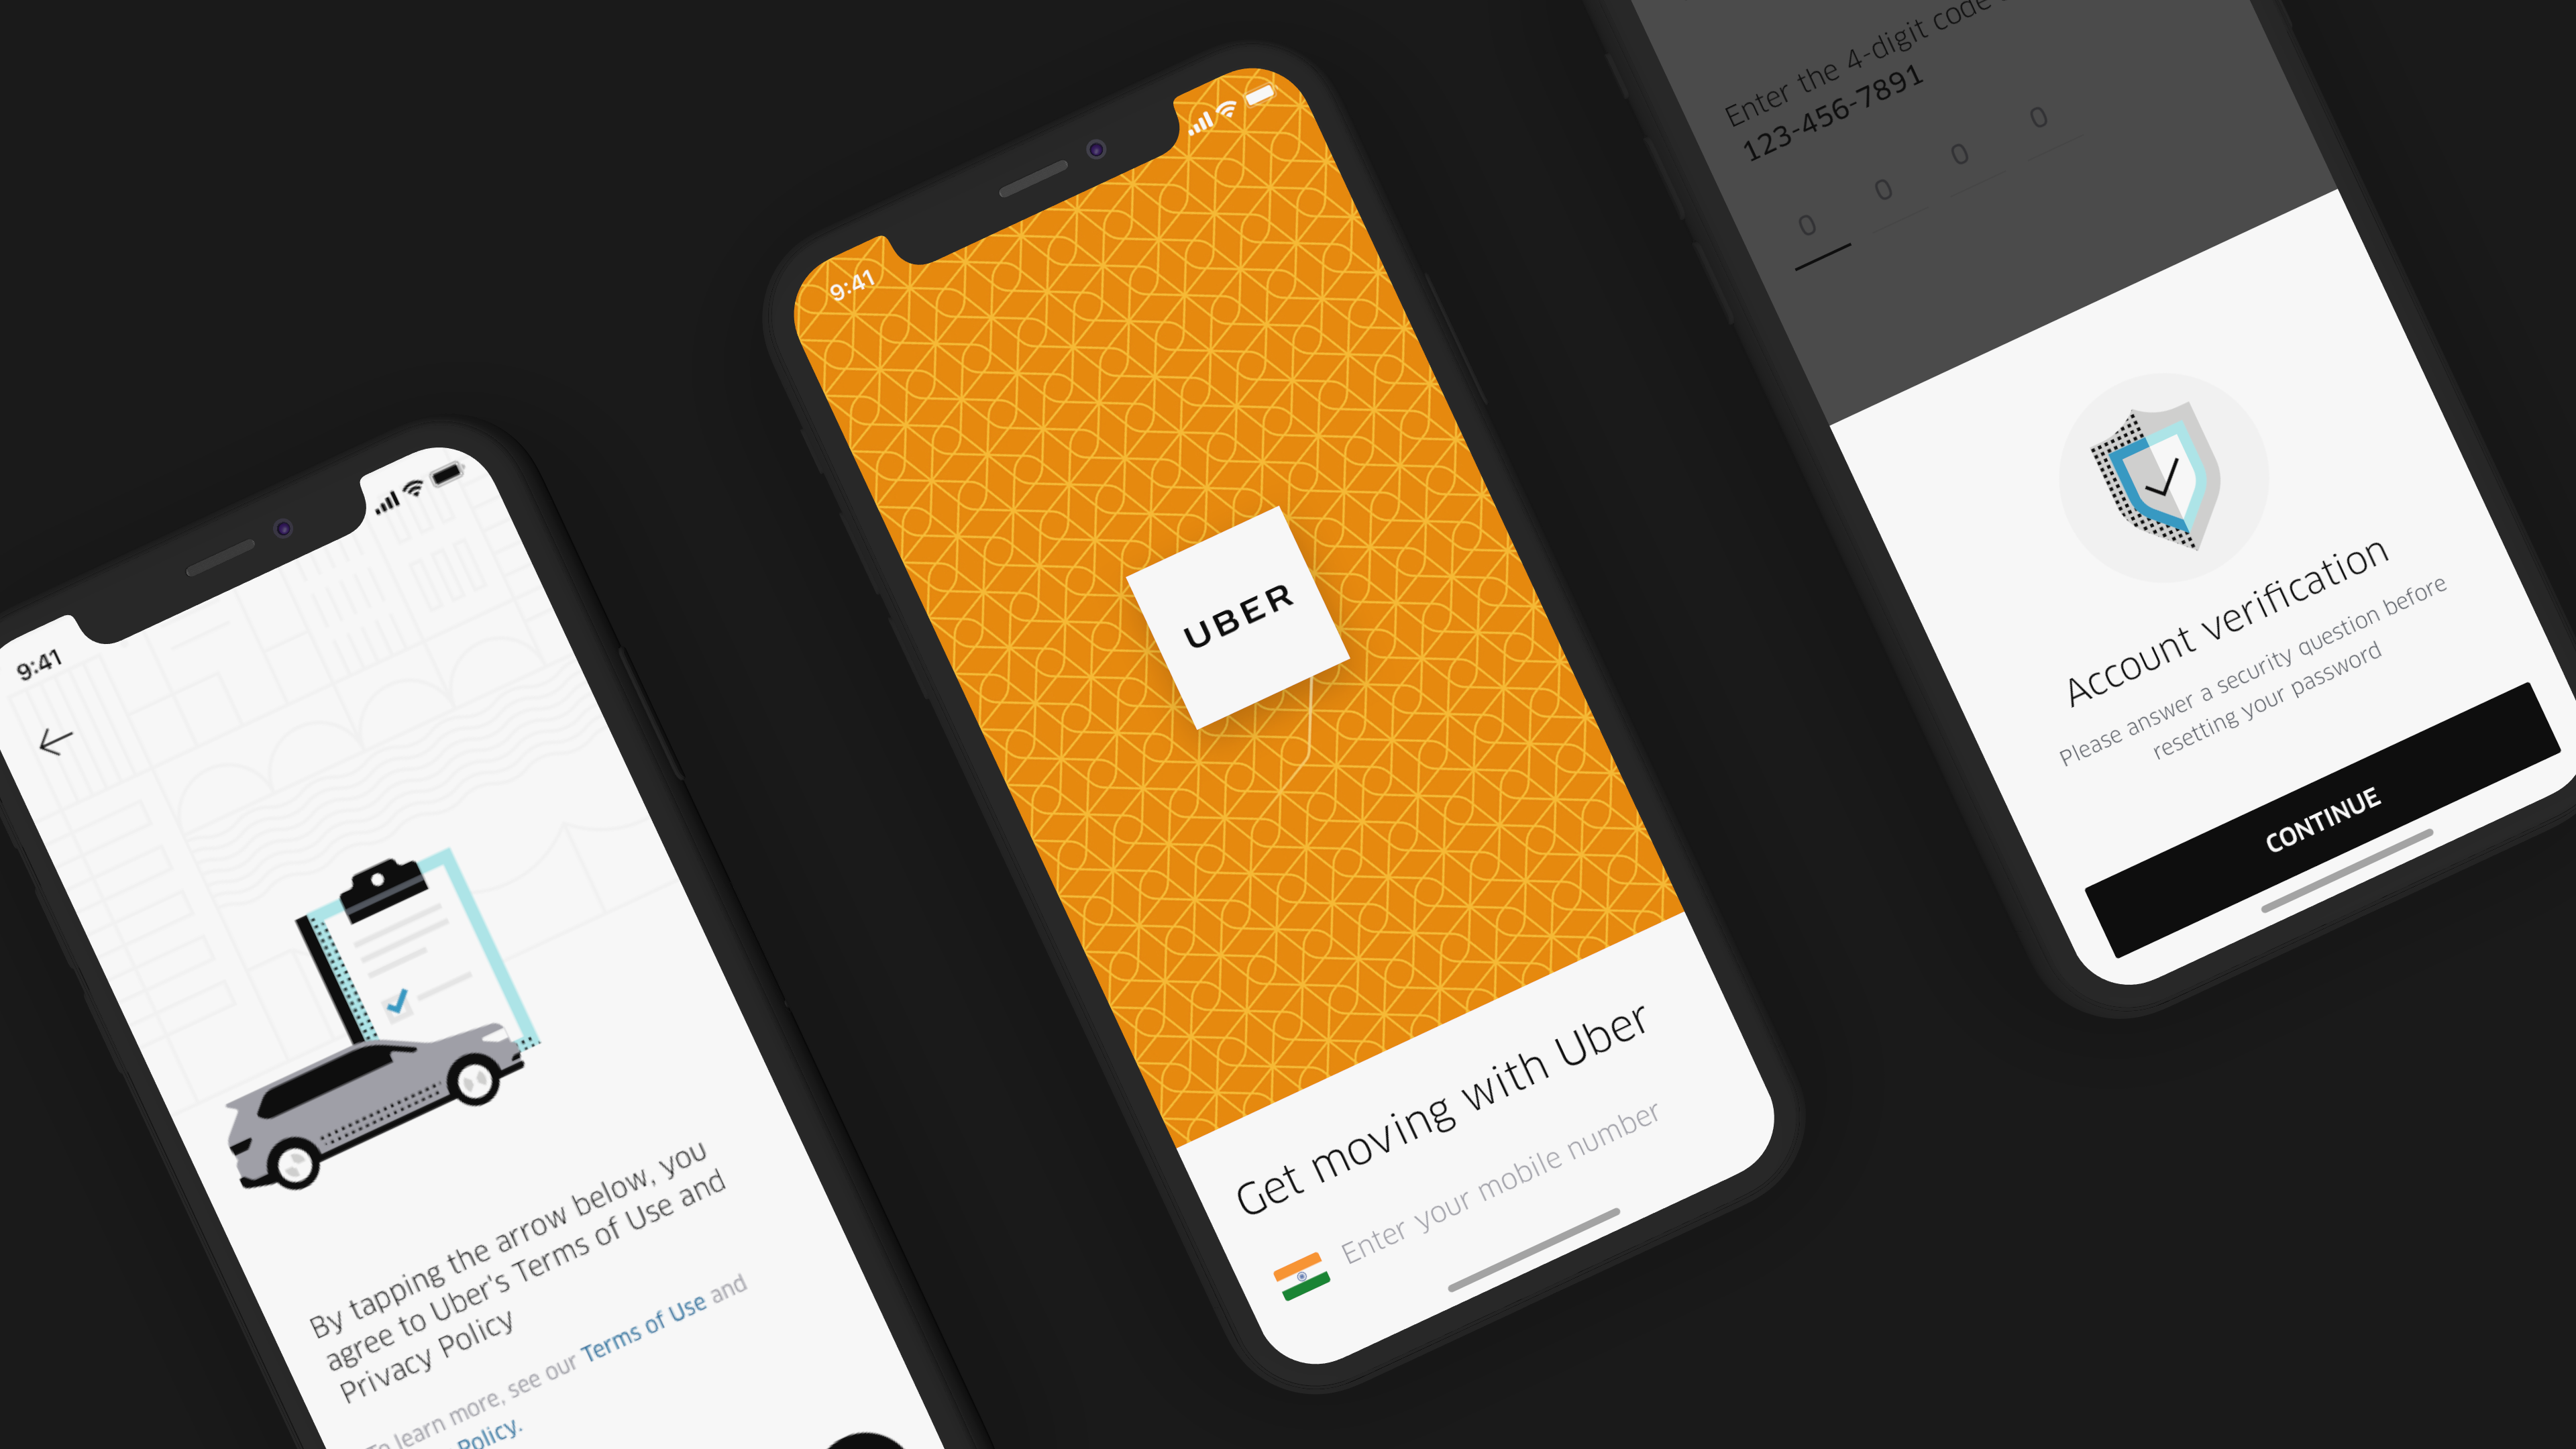 9:41
By tapping the arrow below, you
agree to Uber's Terms of Use and
Privacy Policy
To learn more, see our Terms of Use and
Policy.
9:41
UBER
Get moving with Uber
Enter your mobile number
Enter the 4-digit code
123-456-7891
0 0 0 0
Account verification
Please answer a security question before
resetting your password
CONTINUE